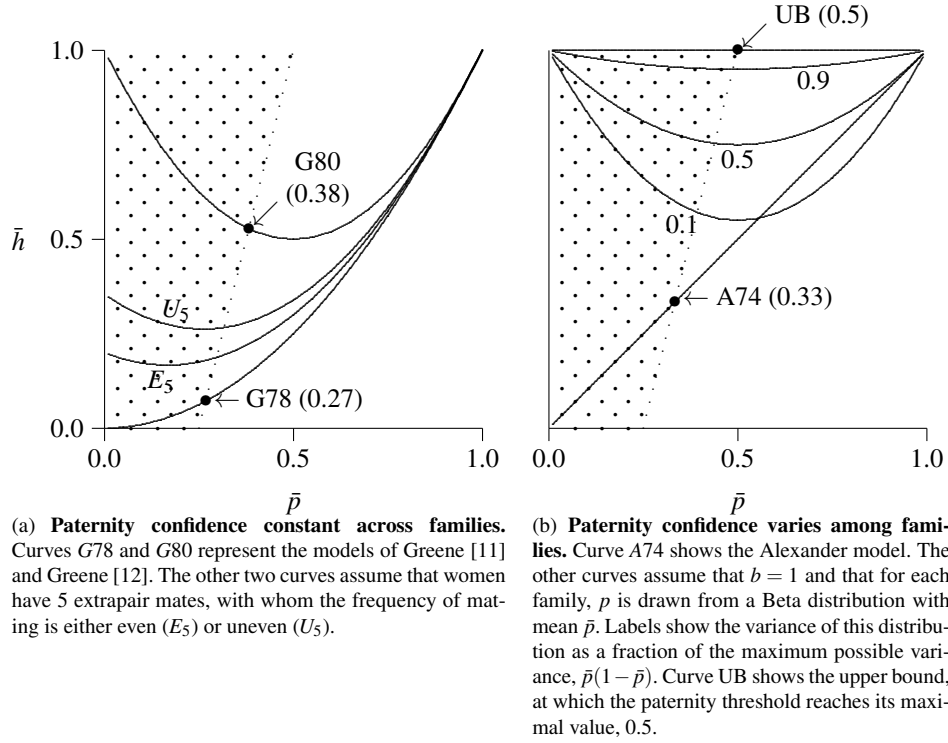 1.0
0.5
0.0
h̄
G80
(0.38)
U5
E5
G78 (0.27)
0.0 0.5 1.0
p̄
(a) Paternity confidence constant across families.
Curves G78 and G80 represent the models of Greene [11]
and Greene [12]. The other two curves assume that women
have 5 extrapair mates, with whom the frequency of mat-
ing is either even (E5) or uneven (U5).
UB (0.5)
0.9
0.5
0.1
A74 (0.33)
0.0 0.5 1.0
p̄
(b) Paternity confidence varies among fami-
lies. Curve A74 shows the Alexander model. The
other curves assume that b = 1 and that for each
family, p is drawn from a Beta distribution with
mean p̄. Labels show the variance of this distribu-
tion as a fraction of the maximum possible vari-
ance, p̄(1 − p̄). Curve UB shows the upper bound,
at which the paternity threshold reaches its maxi-
mal value, 0.5.